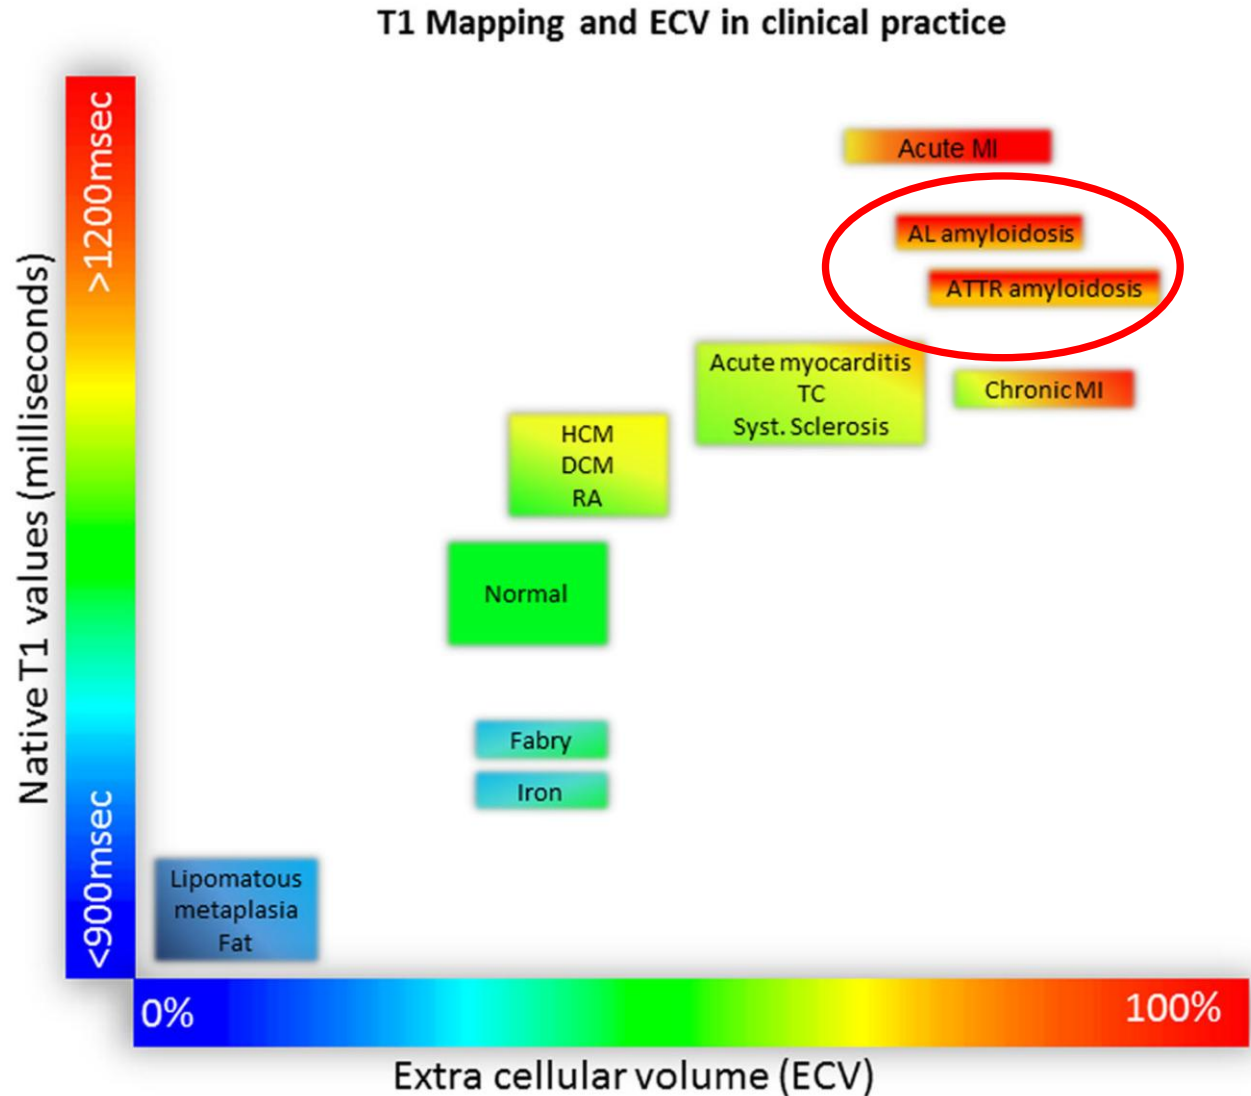 T1 Mapping and ECV in clinical practice
Native T1 values (milliseconds)
>1200msec
<900msec
Acute MI
AL amyloidosis
ATTR amyloidosis
Acute myocarditis
TC
Syst. Sclerosis
Chronic MI
HCM
DCM
RA
Normal
Fabry
Iron
Lipomatous
metaplasia
Fat
0%
100%
Extra cellular volume (ECV)